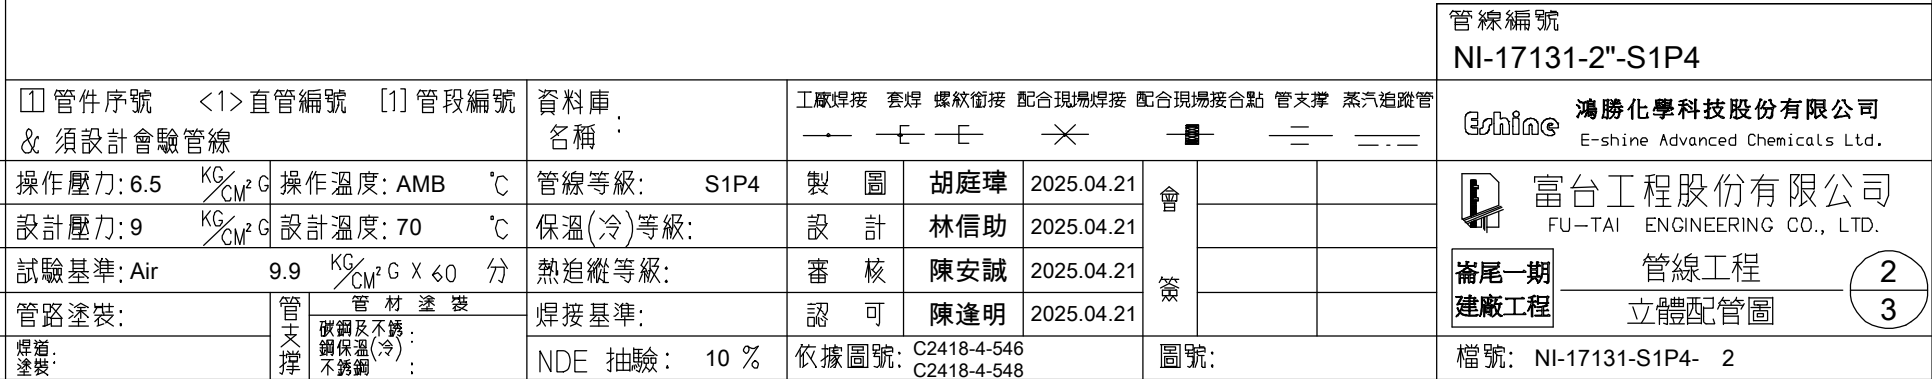 管線編號
NI-17131-2"-S1P4
1 管件序號 <1>直管編號 [1]管段編號
& 須設計會驗管線
資料庫
名稱 :
工廠焊接 套焊 螺紋銜接 配合現場焊接 配合現場接合點 管支撐 蒸汽追蹤管
Eshine 鴻勝化學科技股份有限公司
E-shine Advanced Chemicals Ltd.
操作壓力: 6.5 KG/CM² G 操作溫度: AMB ℃ 管線等級: S1P4 製圖 胡庭瑋 2025.04.21 會
設計壓力: 9 KG/CM² G 設計溫度: 70 ℃ 保溫(冷)等級: 設計 林信助 2025.04.21
富台工程股份有限公司
FU-TAI ENGINEERING CO., LTD.
試驗基準: Air 9.9 KG/CM² G X 60 分 熱追縱等級: 審核 陳安誠 2025.04.21 簽
管路塗裝: 管支撐 管材塗裝 焊接基準: 認可 陳逢明 2025.04.21
碳鋼及不銹
鋼保溫(冷) :
不銹鋼 :
崙尾一期
建廠工程
管線工程
立體配管圖
2
3
焊道
塗裝:
NDE 抽驗: 10 %
依據圖號: C2418-4-546
C2418-4-548
圖號:
檔號: NI-17131-S1P4- 2